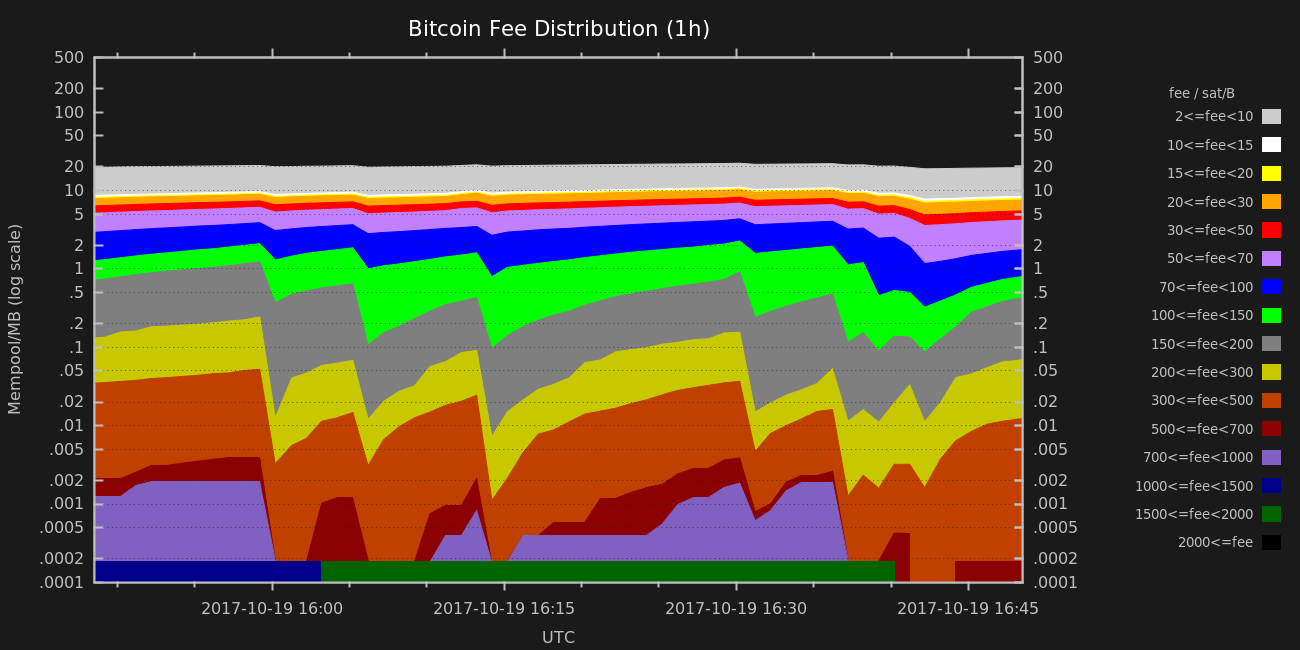 Bitcoin Fee Distribution (1h)
500
200
100
50
20
10
5
2
1
.5
.2
.1
.05
.02
.01
.005
.002
.001
.0005
.0002
.0001
Mempool/MB (log scale)
500
200
100
50
20
10
5
2
1
.5
.2
.1
.05
.02
.01
.005
.002
.001
.0005
.0002
.0001
2017-10-19 16:00
2017-10-19 16:15
2017-10-19 16:30
2017-10-19 16:45
UTC
fee / sat/B
2<=fee<10
10<=fee<15
15<=fee<20
20<=fee<30
30<=fee<50
50<=fee<70
70<=fee<100
100<=fee<150
150<=fee<200
200<=fee<300
300<=fee<500
500<=fee<700
700<=fee<1000
1000<=fee<1500
1500<=fee<2000
2000<=fee